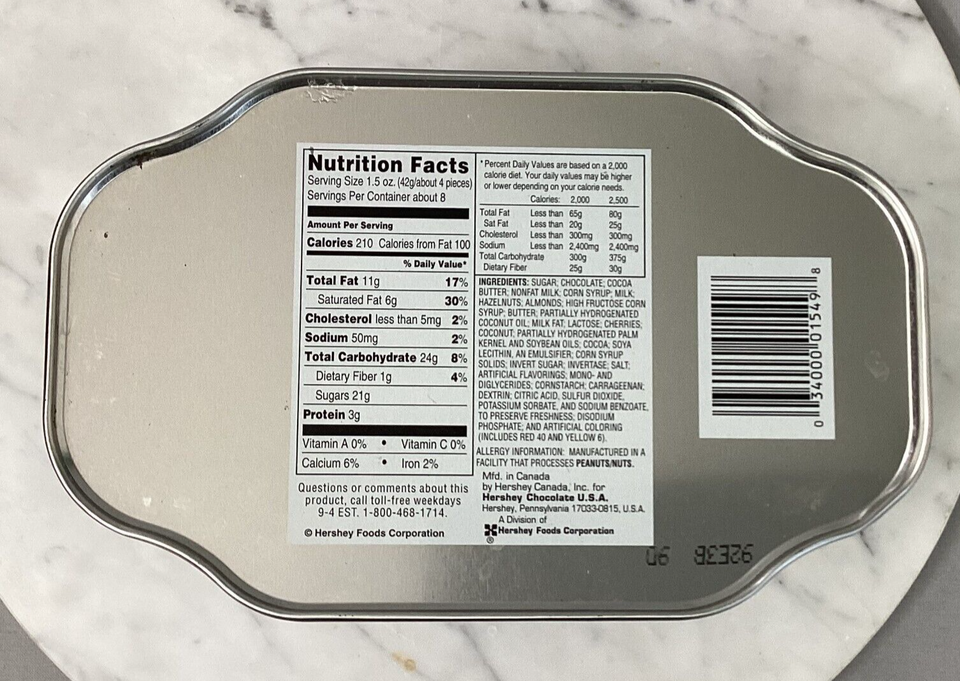 Nutrition Facts
Serving Size 1.5 oz. (42g/about 4 pieces)
Servings Per Container about 8
Amount Per Serving
Calories 210 Calories from Fat 100
% Daily Value*
Total Fat 11g 17%
Saturated Fat 6g 30%
Cholesterol less than 5mg 2%
Sodium 50mg 2%
Total Carbohydrate 24g 8%
Dietary Fiber 1g 4%
Sugars 21g
Protein 3g
Vitamin A 0% • Vitamin C 0%
Calcium 6% • Iron 2%
Questions or comments about this
product, call toll-free weekdays
9-4 EST. 1-800-468-1714.
© Hershey Foods Corporation
*Percent Daily Values are based on a 2,000
calorie diet. Your daily values may be higher
or lower depending on your calorie needs.
Calories: 2,000 2,500
Total Fat Less than 65g 80g
Sat Fat Less than 20g 25g
Cholesterol Less than 300mg 300mg
Sodium Less than 2,400mg 2,400mg
Total Carbohydrate 300g 375g
Dietary Fiber 25g 30g
INGREDIENTS: SUGAR; CHOCOLATE; COCOA
BUTTER; NONFAT MILK; CORN SYRUP; MILK;
HAZELNUTS; ALMONDS; HIGH FRUCTOSE CORN
SYRUP; BUTTER; PARTIALLY HYDROGENATED
COCONUT OIL; MILK FAT; LACTOSE; CHERRIES;
COCONUT; PARTIALLY HYDROGENATED PALM
KERNEL AND SOYBEAN OILS; COCOA; SOYA
LECITHIN, AN EMULSIFIER; CORN SYRUP
SOLIDS; INVERT SUGAR; INVERTASE; SALT;
ARTIFICIAL FLAVORINGS; MONO- AND
DIGLYCERIDES; CORNSTARCH; CARRAGEENAN;
DEXTRIN; CITRIC ACID, SULFUR DIOXIDE,
POTASSIUM SORBATE, AND SODIUM BENZOATE,
TO PRESERVE FRESHNESS; DISODIUM
PHOSPHATE; AND ARTIFICIAL COLORING
(INCLUDES RED 40 AND YELLOW 6).
ALLERGY INFORMATION: MANUFACTURED IN A
FACILITY THAT PROCESSES PEANUTS/NUTS.
Mfd. in Canada
by Hershey Canada, Inc. for
Hershey Chocolate U.S.A.
Hershey, Pennsylvania 17033-0815, U.S.A.
A Division of
Hershey Foods Corporation
®
0 34000 01549 8